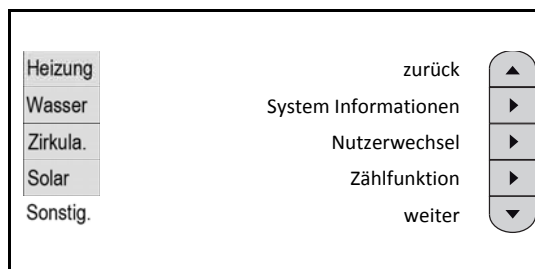 Heizung zurück
Wasser System Informationen
Zirkula. Nutzerwechsel
Solar Zählfunktion
Sonstig. weiter